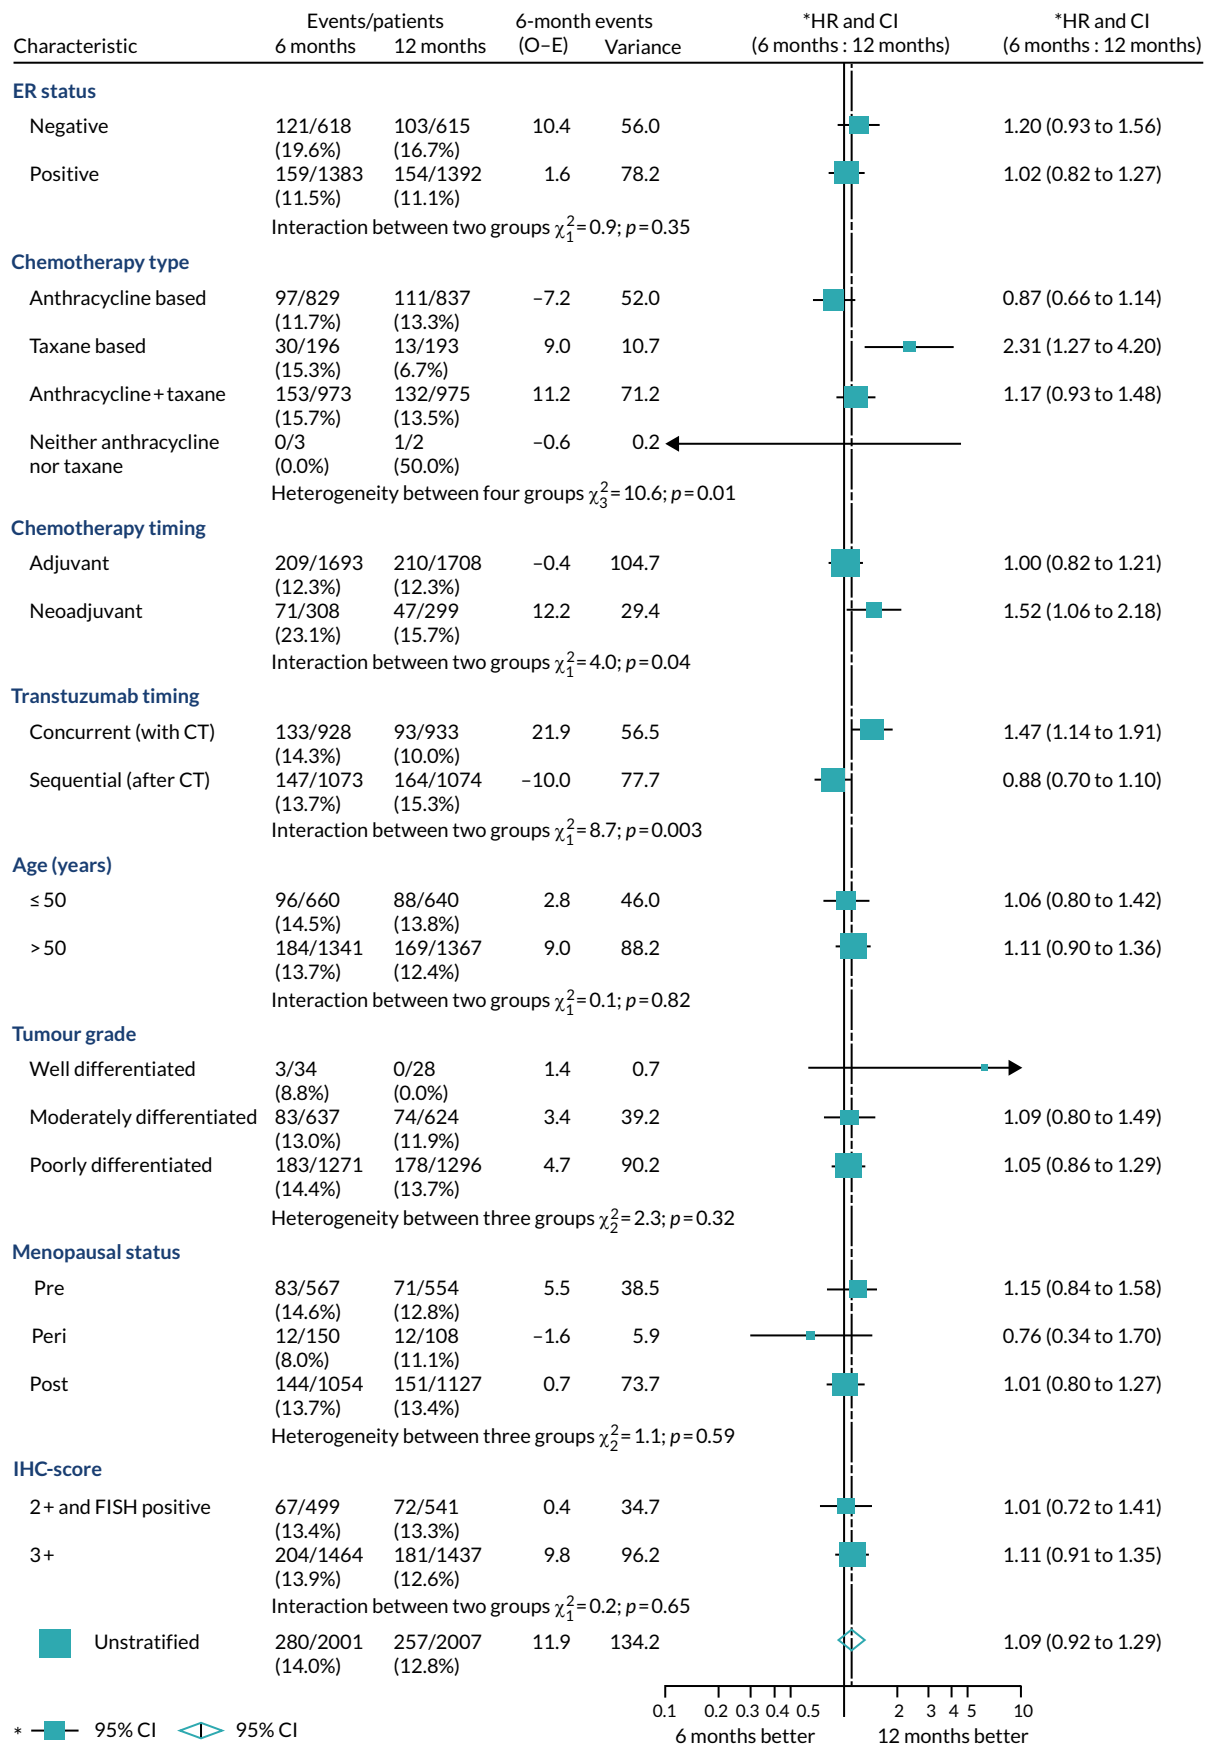 Events/patients 6-month events *HR and CI *HR and CI
Characteristic 6 months 12 months (O–E) Variance (6 months : 12 months) (6 months : 12 months)
ER status
Negative 121/618 103/615 10.4 56.0 1.20 (0.93 to 1.56)
(19.6%) (16.7%)
Positive 159/1383 154/1392 1.6 78.2 1.02 (0.82 to 1.27)
(11.5%) (11.1%)
Interaction between two groups χ²₁=0.9; p=0.35
Chemotherapy type
Anthracycline based 97/829 111/837 –7.2 52.0 0.87 (0.66 to 1.14)
(11.7%) (13.3%)
Taxane based 30/196 13/193 9.0 10.7 2.31 (1.27 to 4.20)
(15.3%) (6.7%)
Anthracycline+taxane 153/973 132/975 11.2 71.2 1.17 (0.93 to 1.48)
(15.7%) (13.5%)
Neither anthracycline 0/3 1/2 –0.6 0.2
nor taxane (0.0%) (50.0%)
Heterogeneity between four groups χ²₃=10.6; p=0.01
Chemotherapy timing
Adjuvant 209/1693 210/1708 –0.4 104.7 1.00 (0.82 to 1.21)
(12.3%) (12.3%)
Neoadjuvant 71/308 47/299 12.2 29.4 1.52 (1.06 to 2.18)
(23.1%) (15.7%)
Interaction between two groups χ²₁=4.0; p=0.04
Transtuzumab timing
Concurrent (with CT) 133/928 93/933 21.9 56.5 1.47 (1.14 to 1.91)
(14.3%) (10.0%)
Sequential (after CT) 147/1073 164/1074 –10.0 77.7 0.88 (0.70 to 1.10)
(13.7%) (15.3%)
Interaction between two groups χ²₁=8.7; p=0.003
Age (years)
≤50 96/660 88/640 2.8 46.0 1.06 (0.80 to 1.42)
(14.5%) (13.8%)
>50 184/1341 169/1367 9.0 88.2 1.11 (0.90 to 1.36)
(13.7%) (12.4%)
Interaction between two groups χ²₁=0.1; p=0.82
Tumour grade
Well differentiated 3/34 0/28 1.4 0.7
(8.8%) (0.0%)
Moderately differentiated 83/637 74/624 3.4 39.2 1.09 (0.80 to 1.49)
(13.0%) (11.9%)
Poorly differentiated 183/1271 178/1296 4.7 90.2 1.05 (0.86 to 1.29)
(14.4%) (13.7%)
Heterogeneity between three groups χ²₂=2.3; p=0.32
Menopausal status
Pre 83/567 71/554 5.5 38.5 1.15 (0.84 to 1.58)
(14.6%) (12.8%)
Peri 12/150 12/108 –1.6 5.9 0.76 (0.34 to 1.70)
(8.0%) (11.1%)
Post 144/1054 151/1127 0.7 73.7 1.01 (0.80 to 1.27)
(13.7%) (13.4%)
Heterogeneity between three groups χ²₂=1.1; p=0.59
IHC-score
2+ and FISH positive 67/499 72/541 0.4 34.7 1.01 (0.72 to 1.41)
(13.4%) (13.3%)
3+ 204/1464 181/1437 9.8 96.2 1.11 (0.91 to 1.35)
(13.9%) (12.6%)
Interaction between two groups χ²₁=0.2; p=0.65
Unstratified 280/2001 257/2007 11.9 134.2 1.09 (0.92 to 1.29)
(14.0%) (12.8%)
0.1 0.2 0.3 0.4 0.5 2 3 4 5 10
* 95% CI 95% CI 6 months better 12 months better